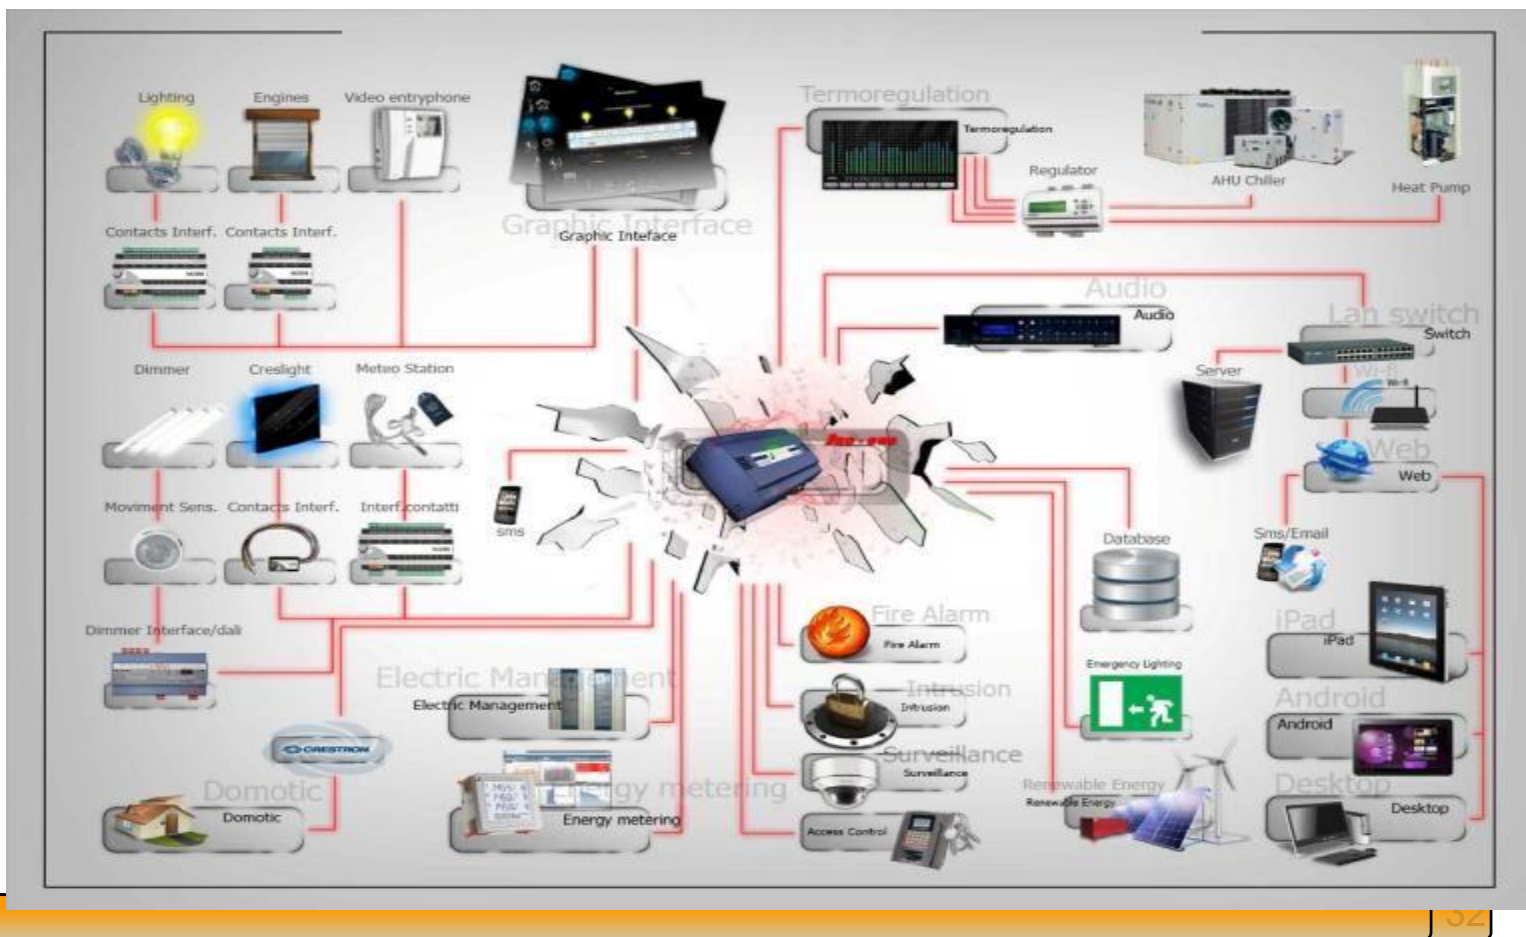 Lighting
Engines
Video entryphone
Contacts Interf.
Contacts Interf.
Graphic Interface
Graphic Inteface
Termoregulation
Termoregulation
Regulator
AHU Chiller
Heat Pump
Audio
Audio
Lan switch
Switch
Server
Wi-fi
Wi-fi
Web
Web
Dimmer
Creslight
Meteo Station
Moviment Sens.
Contacts Interf.
Interf.contatti
sms
Database
Sms/Email
Dimmer Interface/dali
Fire Alarm
Fire Alarm
Emergency Lighting
iPad
iPad
Electric Management
Electric Management
Intrusion
Intrusion
Android
Android
CRESTRON
Surveillance
Surveillance
Domotic
Domotic
Energy metering
Energy metering
Access Control
Renewable Energy
Renewable Energy
Desktop
Desktop
32